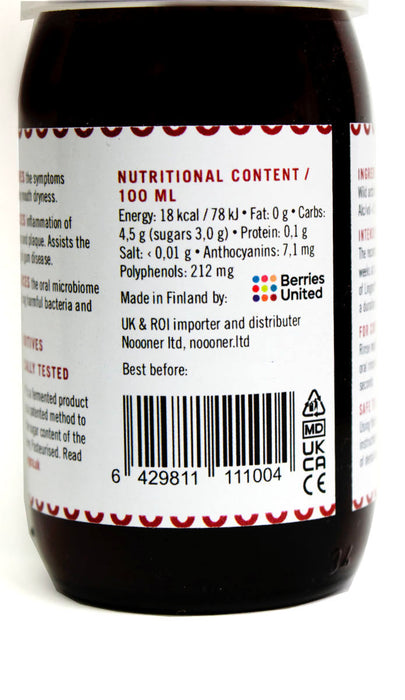 the symptoms
mouth dryness.
inflammation of
plaque. Assists the
disease.
the oral microbiome
harmful bacteria and
TESTED
fermented product
patented method to
sugar content of the
Pasteurised. Read
NUTRITIONAL CONTENT /
100 ML
Energy: 18 kcal / 78 kJ • Fat: 0 g • Carbs:
4,5 g (sugars 3,0 g) • Protein: 0,1 g
Salt: < 0,01 g • Anthocyanins: 7,1 mg
Polyphenols: 212 mg
Made in Finland by:
Berries
United
UK & ROI importer and distributer
Noooner ltd, noooner.ltd
Best before:
6 429811 111004
MD
UK
CA
CE
Wild